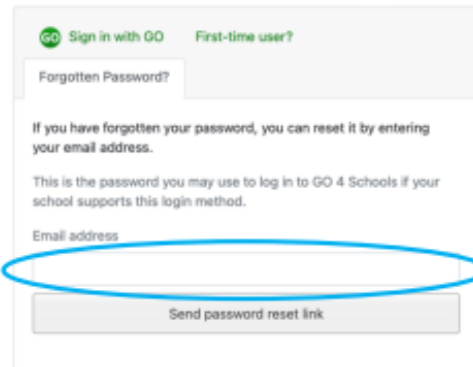 GO Sign in with GO First-time user?
Forgotten Password?
If you have forgotten your password, you can reset it by entering
your email address.
This is the password you may use to log in to GO 4 Schools if your
school supports this login method.
Email address
Send password reset link